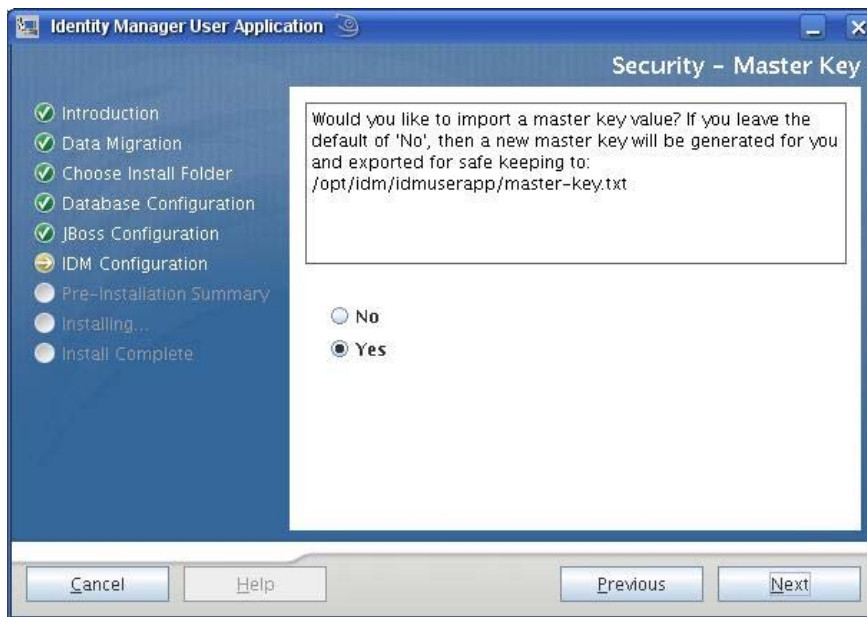 Identity Manager User Application
Security - Master Key
Introduction
Data Migration
Choose Install Folder
Database Configuration
JBoss Configuration
IDM Configuration
Pre-Installation Summary
Installing...
Install Complete
Would you like to import a master key value? If you leave the
default of 'No', then a new master key will be generated for you
and exported for safe keeping to:
/opt/idm/idmuserapp/master-key.txt
No
Yes
Cancel
Help
Previous
Next